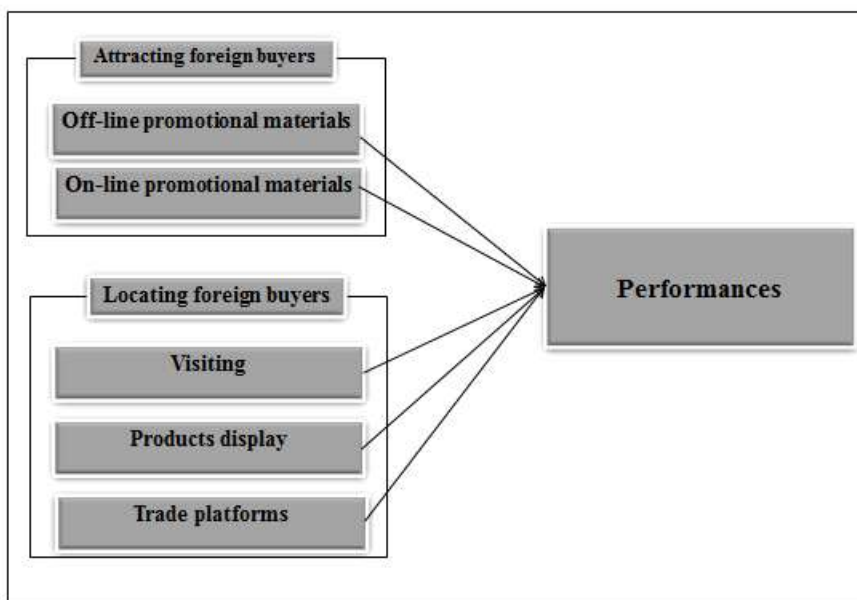 Attracting foreign buyers
Off-line promotional materials
On-line promotional materials
Locating foreign buyers
Visiting
Products display
Trade platforms
Performances